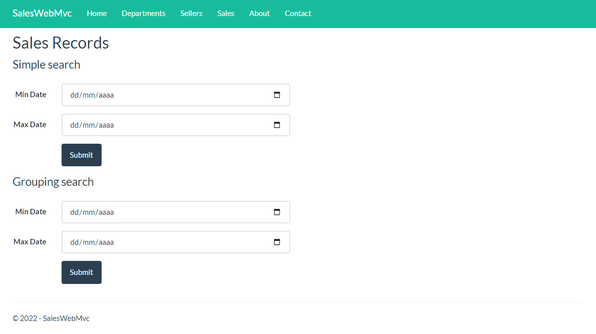 SalesWebMvc Home Departments Sellers Sales About Contact
Sales Records
Simple search
Min Date dd/mm/aaaa
Max Date dd/mm/aaaa
Submit
Grouping search
Min Date dd/mm/aaaa
Max Date dd/mm/aaaa
Submit
© 2022 - SalesWebMvc